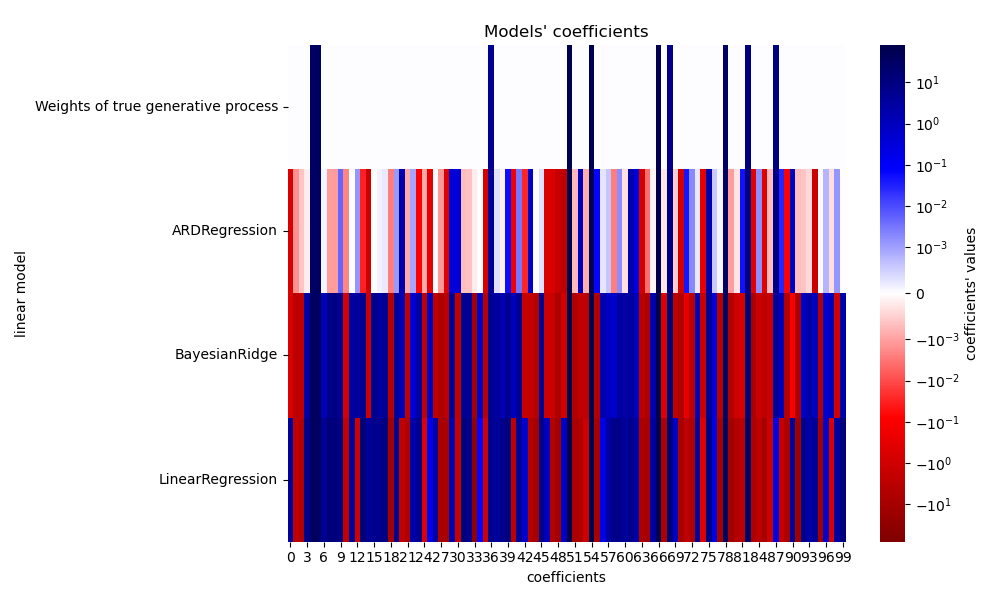 Models' coefficients
Weights of true generative process
ARDRegression
BayesianRidge
LinearRegression
linear model
0 3 6 9 12 15 18 21 24 27 30 33 36 39 42 45 48 51 54 57 60 63 66 69 72 75 78 81 84 87 90 93 96 99
coefficients
10¹
10⁰
10⁻¹
10⁻²
10⁻³
0
−10⁻³
−10⁻²
−10⁻¹
−10⁰
−10¹
coefficients' values